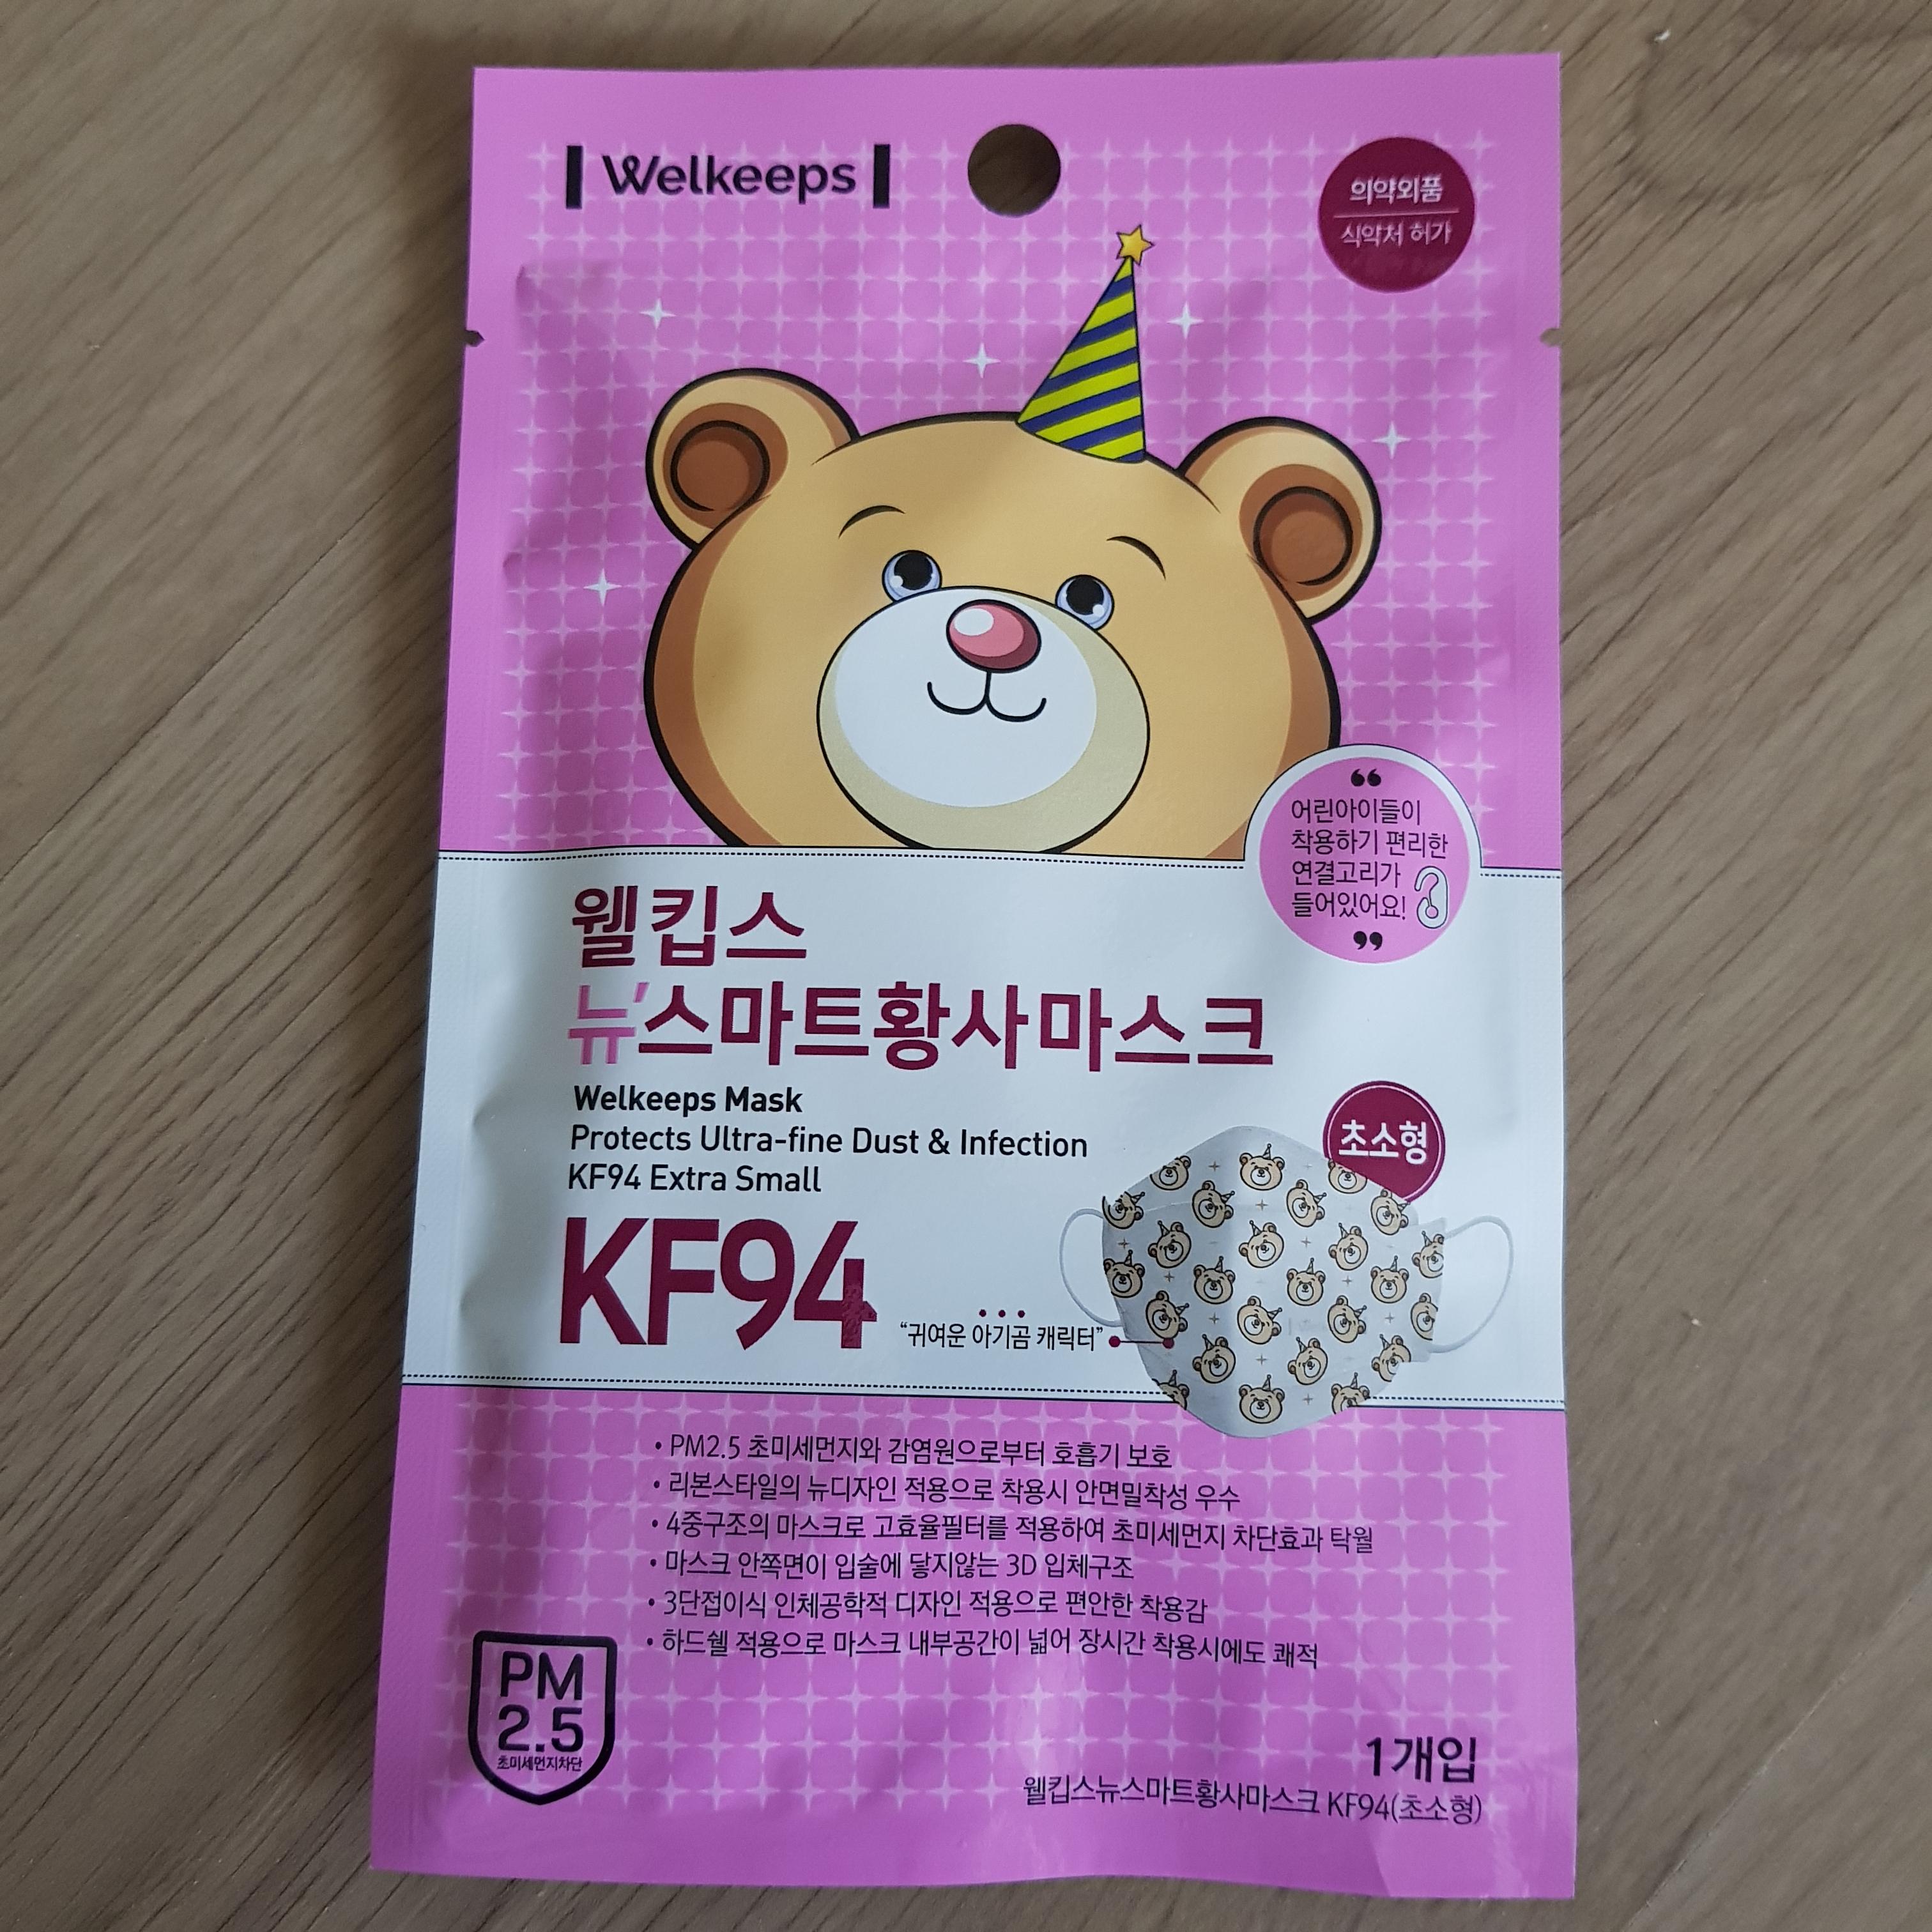 Welkeeps
의약외품
식약처 허가
어린아이들이
착용하기 편리한
연결고리가
들어있어요!
웰킵스
뉴'스마트황사마스크
Welkeeps Mask
Protects Ultra-fine Dust & Infection
KF94 Extra Small
초소형
KF94
“귀여운 아기곰 캐릭터”
• PM2.5 초미세먼지와 감염원으로부터 호흡기 보호
• 리본스타일의 뉴디자인 적용으로 착용시 안면밀착성 우수
• 4중구조의 마스크로 고효율필터를 적용하여 초미세먼지 차단효과 탁월
• 마스크 안쪽면이 입술에 닿지않는 3D 입체구조
• 3단접이식 인체공학적 디자인 적용으로 편안한 착용감
• 하드쉘 적용으로 마스크 내부공간이 넓어 장시간 착용시에도 쾌적
PM
2.5
초미세먼지차단
1개입
웰킵스뉴스마트황사마스크 KF94(초소형)